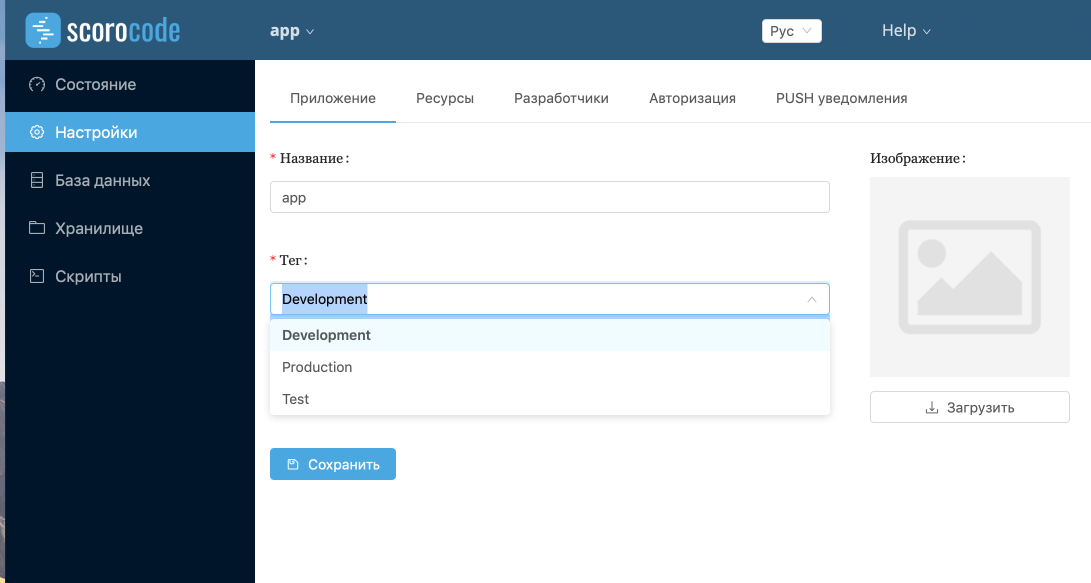 scorocode
app
Рус
Help
Состояние
Настройки
База данных
Хранилище
Скрипты
Приложение
Ресурсы
Разработчики
Авторизация
PUSH уведомления
* Название:
app
* Тег:
Development
Development
Production
Test
Сохранить
Изображение:
Загрузить